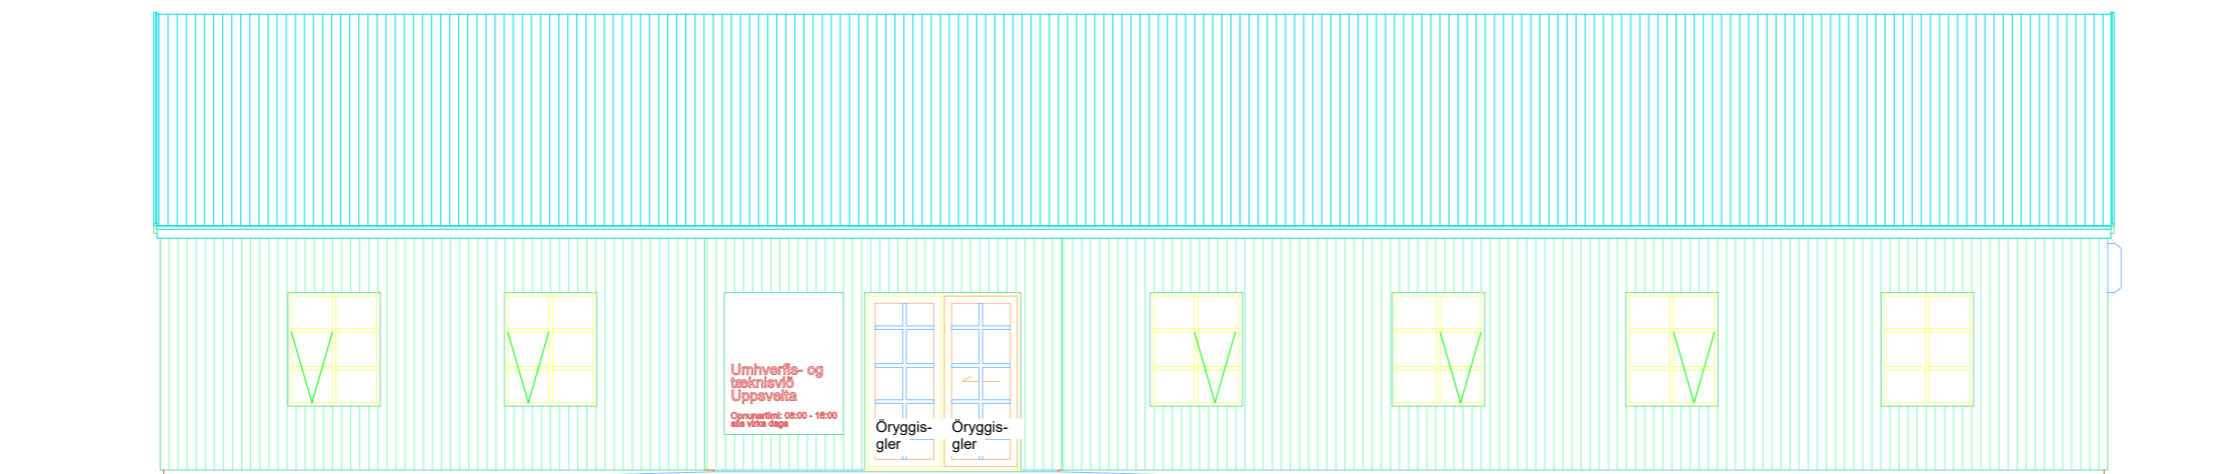 Umhverfis- og
tæknisvið
Uppsveita
Opnunartími: 08:00 - 16:00
alla virka daga
Öryggis-
gler
Öryggis-
gler